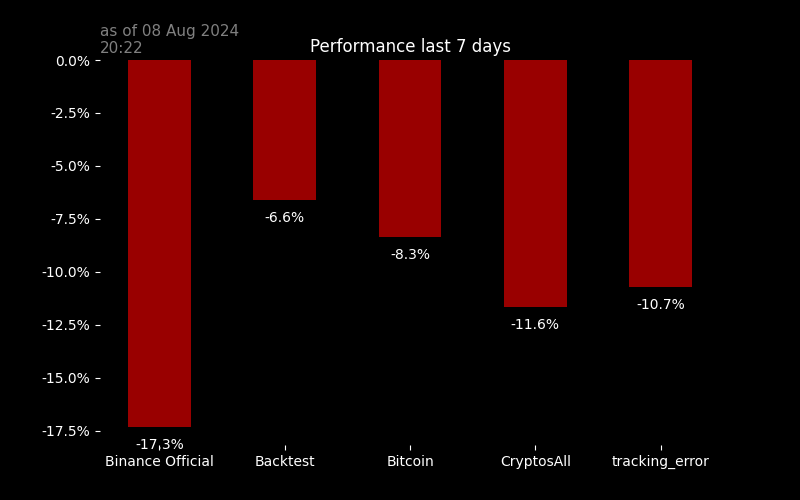 as of 08 Aug 2024
20:22
Performance last 7 days
0.0%
-2.5%
-5.0%
-7.5%
-10.0%
-12.5%
-15.0%
-17.5%
-17.3%
-6.6%
-8.3%
-11.6%
-10.7%
Binance Official
Backtest
Bitcoin
CryptosAll
tracking_error